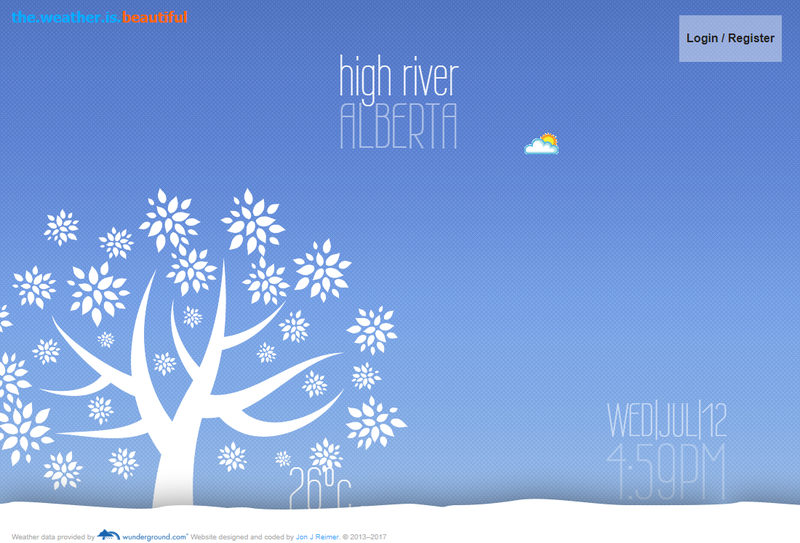 the.weather.is.beautiful
Login / Register
high river
ALBERTA
WED|JUL|12
4:59PM
26°c
Weather data provided by wunderground.com Website designed and coded by Jon J Reimer. © 2013–2017